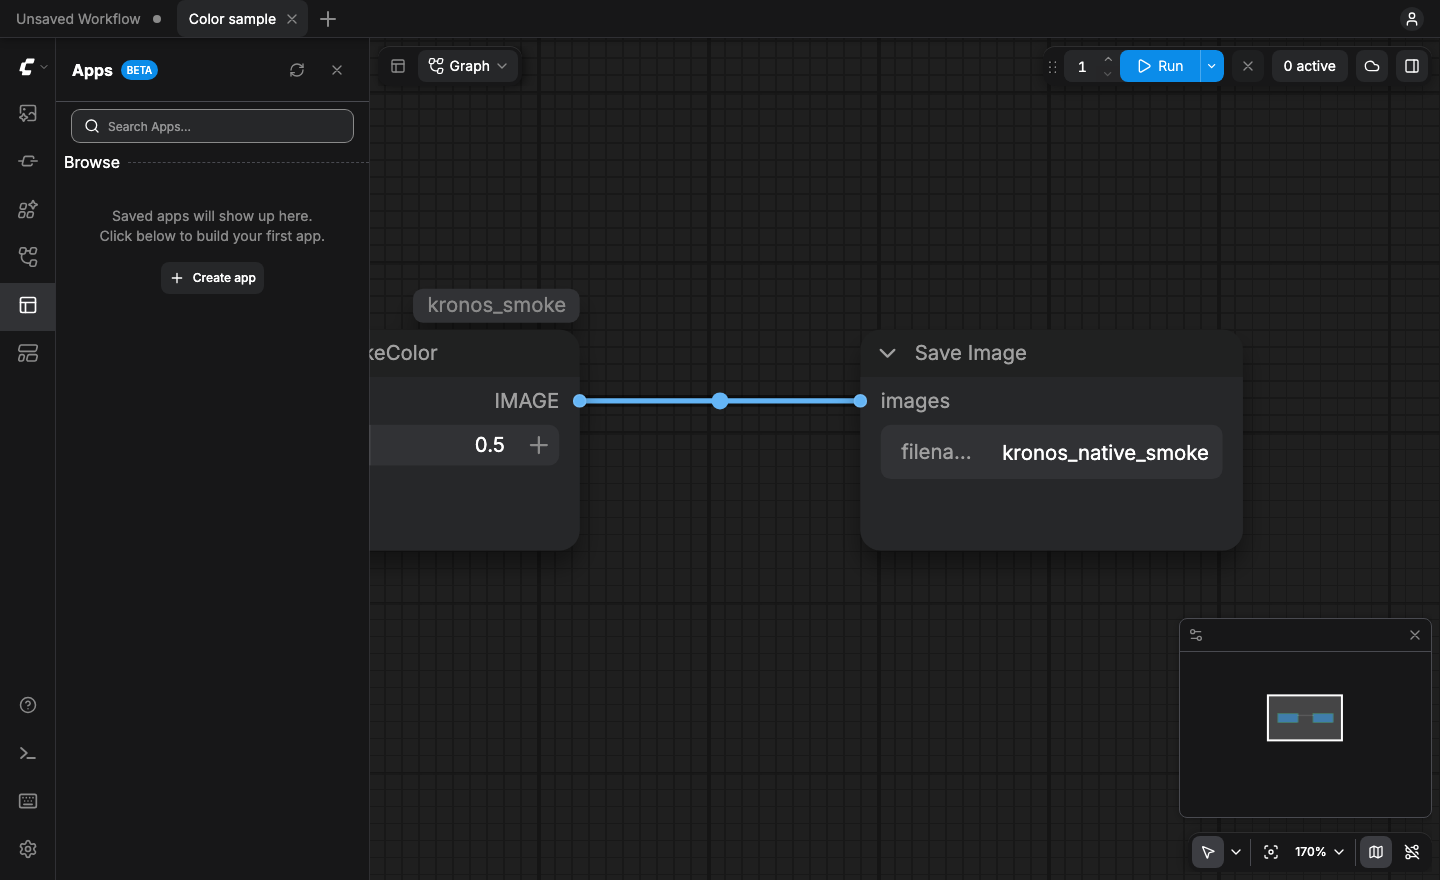 Unsaved Workflow
Color sample
Apps BETA
Graph
1
Run
0 active
Search Apps...
Browse
Saved apps will show up here.
Click below to build your first app.
Create app
kronos_smoke
keColor
Save Image
IMAGE
images
0.5
filena... kronos_native_smoke
170%